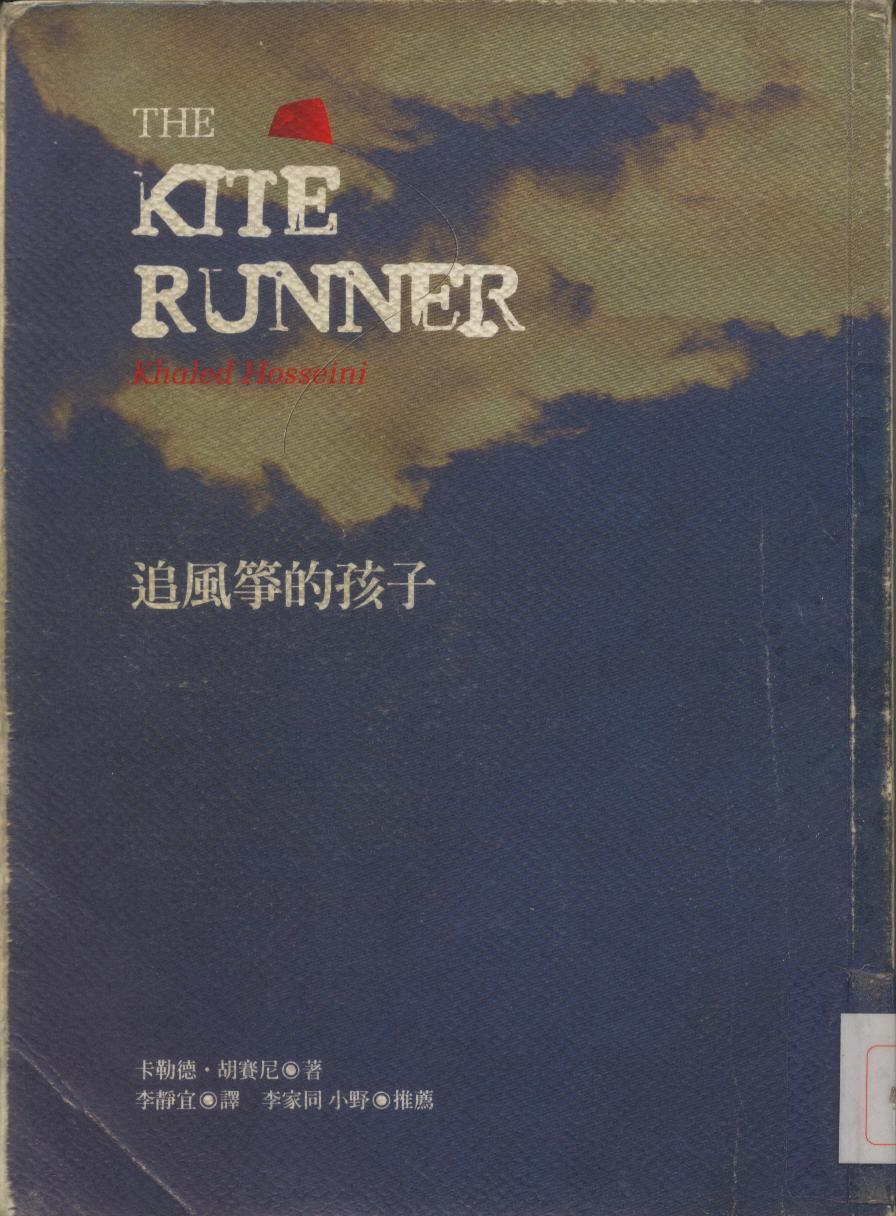 THE
KITE
RUNNER
Khaled Hosseini
追風箏的孩子
卡勒德・胡賽尼◉著
李靜宜◉譯　李家同 小野◉推薦